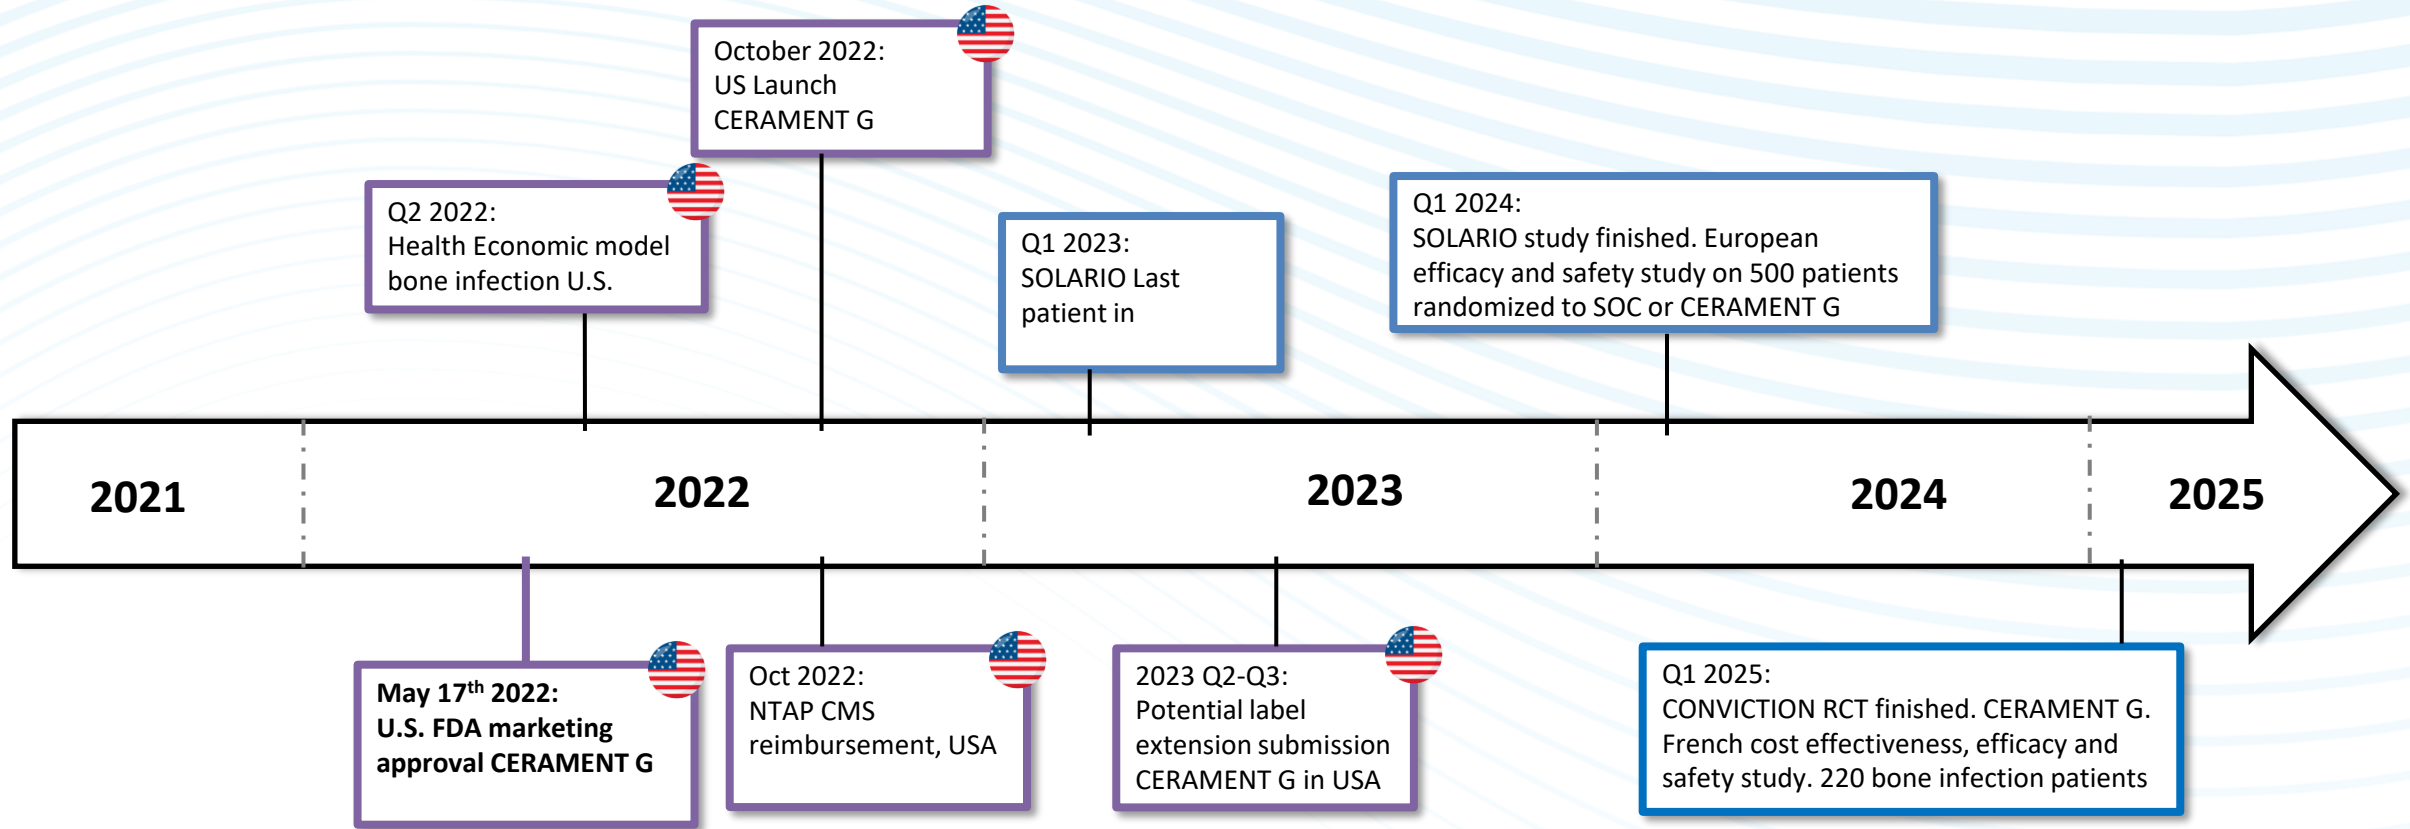 October 2022:
US Launch
CERAMENT G
Q2 2022:
Health Economic model
bone infection U.S.
Q1 2023:
SOLARIO Last
patient in
Q1 2024:
SOLARIO study finished. European
efficacy and safety study on 500 patients
randomized to SOC or CERAMENT G
2021
2022
2023
2024
2025
May 17th 2022:
U.S. FDA marketing
approval CERAMENT G
Oct 2022:
NTAP CMS
reimbursement, USA
2023 Q2-Q3:
Potential label
extension submission
CERAMENT G in USA
Q1 2025:
CONVICTION RCT finished. CERAMENT G.
French cost effectiveness, efficacy and
safety study. 220 bone infection patients